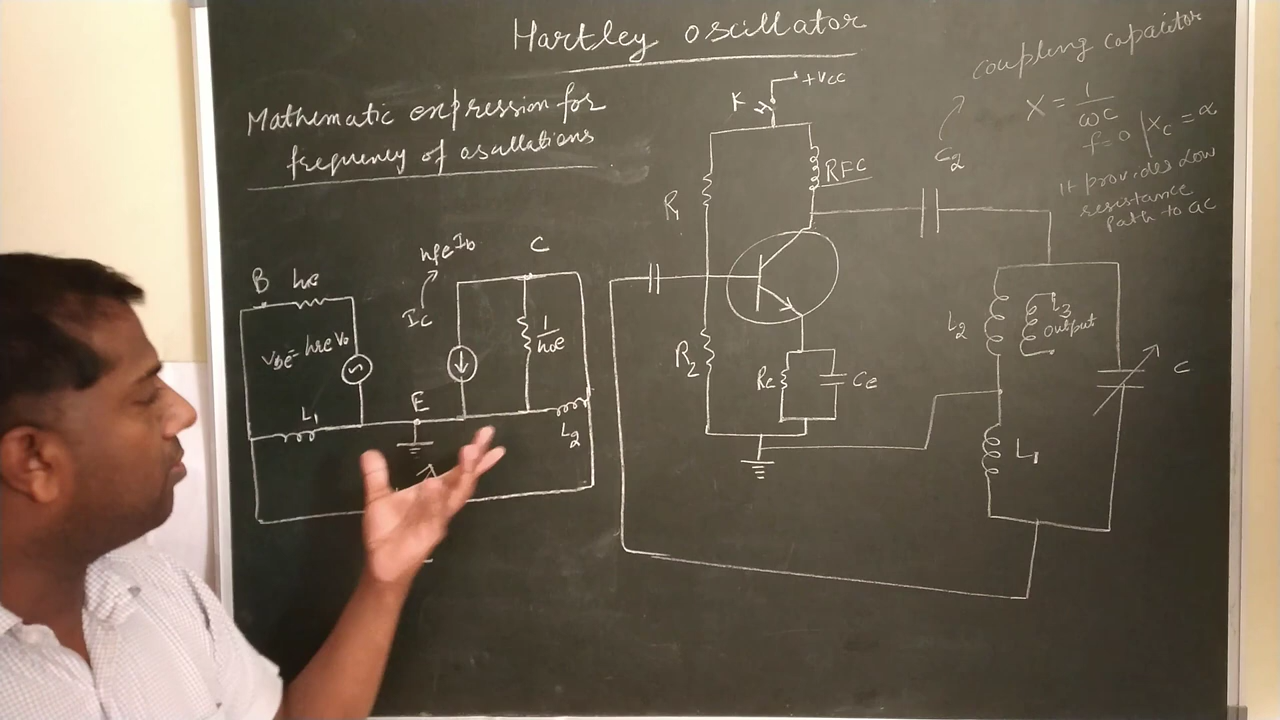 Hartley oscillator
Mathematic expression for
frequency of oscillations
+VCC
K
R1
RFC
C2
coupling capacitor
X = 1/ωC
f=0 | Xc = α
It provides low
resistance
path to ac
B hie
hfe Ib
Ic
C
1/hoe
Vbe- hre Vo
L1
E
L2
R2
Re
Ce
L2
L3
output
C
L1